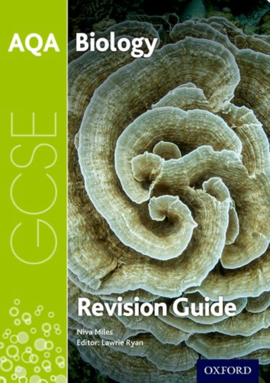 AQA Biology
GCSE
Revision Guide
Niva Miles
Editor: Lawrie Ryan
OXFORD